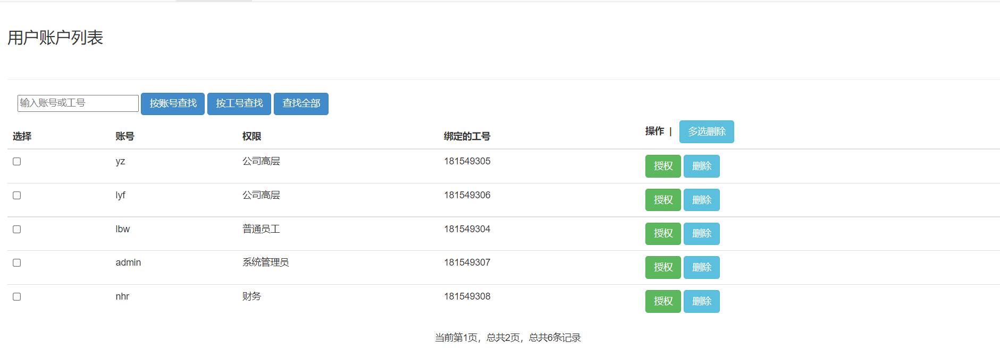 用户账户列表
输入账号或工号 按账号查找 按工号查找 查找全部
选择 账号 权限 绑定的工号 操作 | 多选删除
yz 公司高层 181549305 授权 删除
lyf 公司高层 181549306 授权 删除
lbw 普通员工 181549304 授权 删除
admin 系统管理员 181549307 授权 删除
nhr 财务 181549308 授权 删除
当前第1页，总共2页，总共6条记录